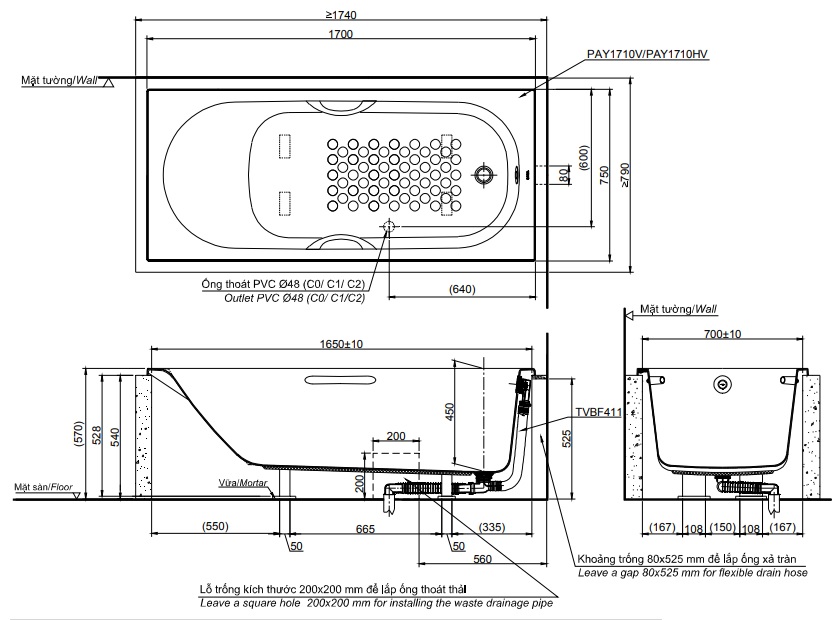 ≥1740
1700
PAY1710V/PAY1710HV
Mặt tường/Wall
80
(600)
750
≥790
Ống thoát PVC Ø48 (C0/ C1/ C2)
Outlet PVC Ø48 (C0/ C1/C2)
(640)
Mặt tường/Wall
1650±10
700±10
(570)
528
540
450
200
200
TVBF411
525
Mặt sàn/Floor
Vữa/Mortar
(550)
665
(335)
50
50
560
(167)
108
(150)
108
(167)
Khoảng trống 80x525 mm để lắp ống xả tràn
Leave a gap 80x525 mm for flexible drain hose
Lỗ trống kích thước 200x200 mm để lắp ống thoát thải
Leave a square hole 200x200 mm for installing the waste drainage pipe